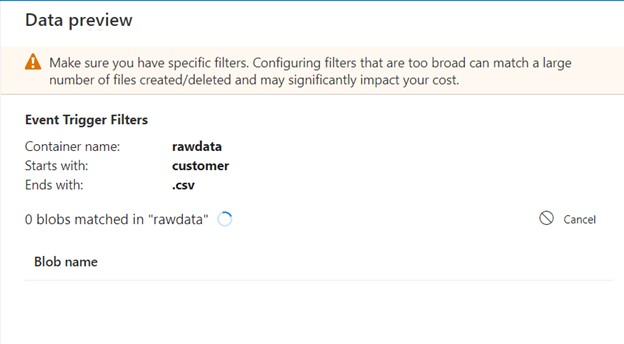 Data preview
Make sure you have specific filters. Configuring filters that are too broad can match a large
number of files created/deleted and may significantly impact your cost.
Event Trigger Filters
Container name: rawdata
Starts with: customer
Ends with: .csv
0 blobs matched in "rawdata" Cancel
Blob name